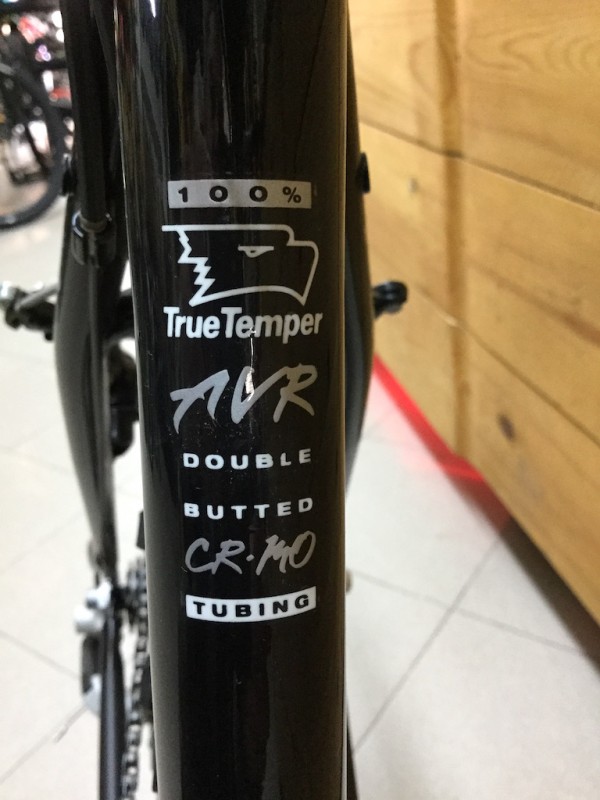 100%
TrueTemper
AVR
DOUBLE
BUTTED
CR·MO
TUBING